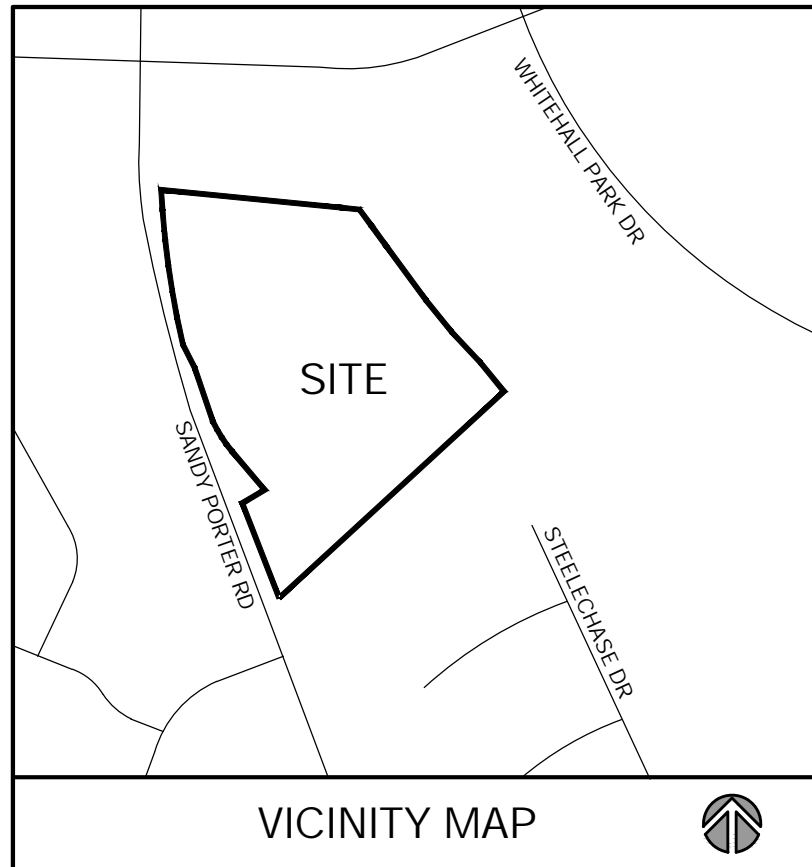 WHITEHALL PARK DR
SITE
SANDY PORTER RD
STEELECHASE DR
VICINITY MAP